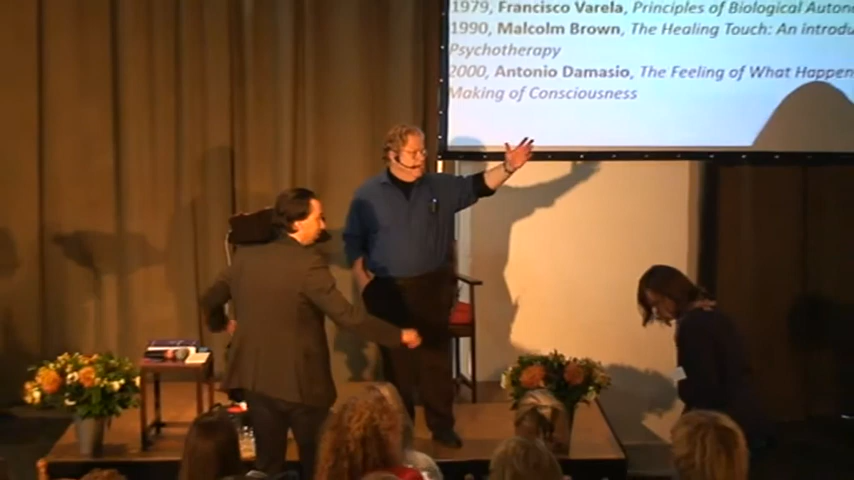 1979, Francisco Varela, Principles of Biological Auton
1990, Malcolm Brown, The Healing Touch: An introdu
Psychotherapy
2000, Antonio Damasio, The Feeling of What Happen
Making of Consciousness